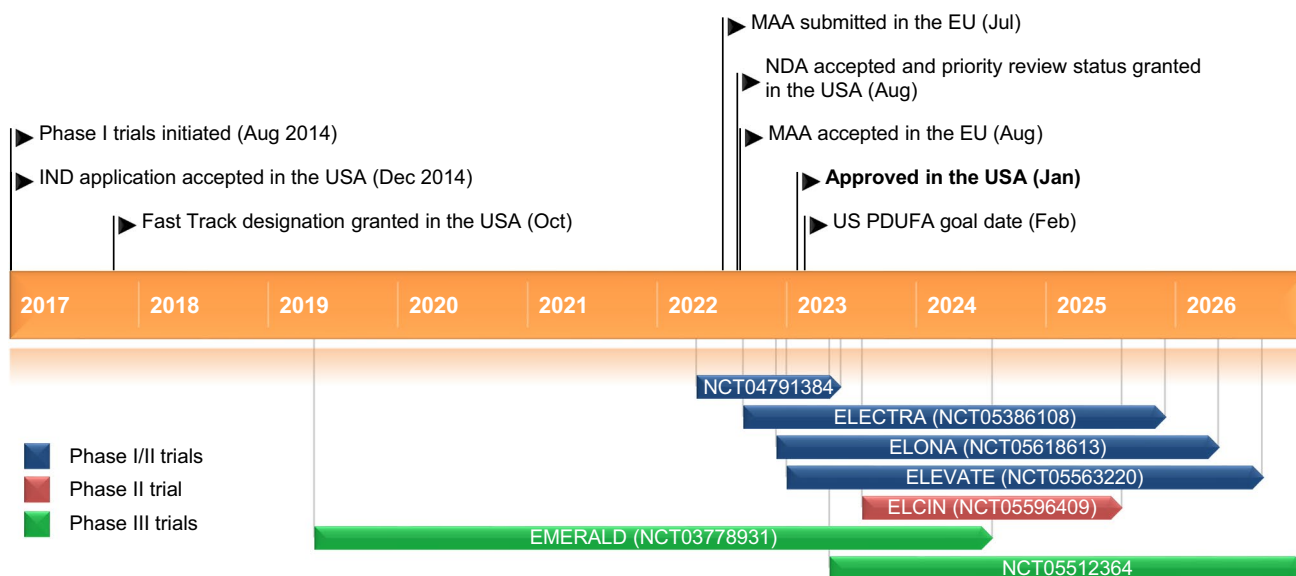 MAA submitted in the EU (Jul)
NDA accepted and priority review status granted
in the USA (Aug)
Phase I trials initiated (Aug 2014)
MAA accepted in the EU (Aug)
IND application accepted in the USA (Dec 2014)
Approved in the USA (Jan)
Fast Track designation granted in the USA (Oct)
US PDUFA goal date (Feb)
2017 2018 2019 2020 2021 2022 2023 2024 2025 2026
NCT04791384
ELECTRA (NCT05386108)
ELONA (NCT05618613)
Phase I/II trials
ELEVATE (NCT05563220)
Phase II trial
ELCIN (NCT05596409)
Phase III trials
EMERALD (NCT03778931)
NCT05512364